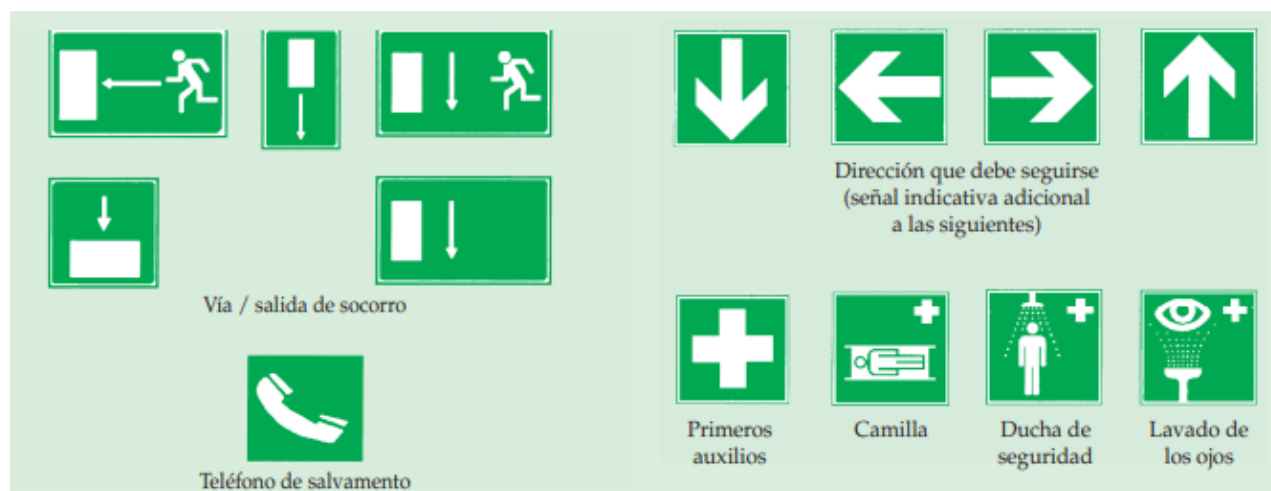 Vía / salida de socorro
Teléfono de salvamento
Dirección que debe seguirse
(señal indicativa adicional
a las siguientes)
Primeros
auxilios
Camilla
Ducha de
seguridad
Lavado de
los ojos